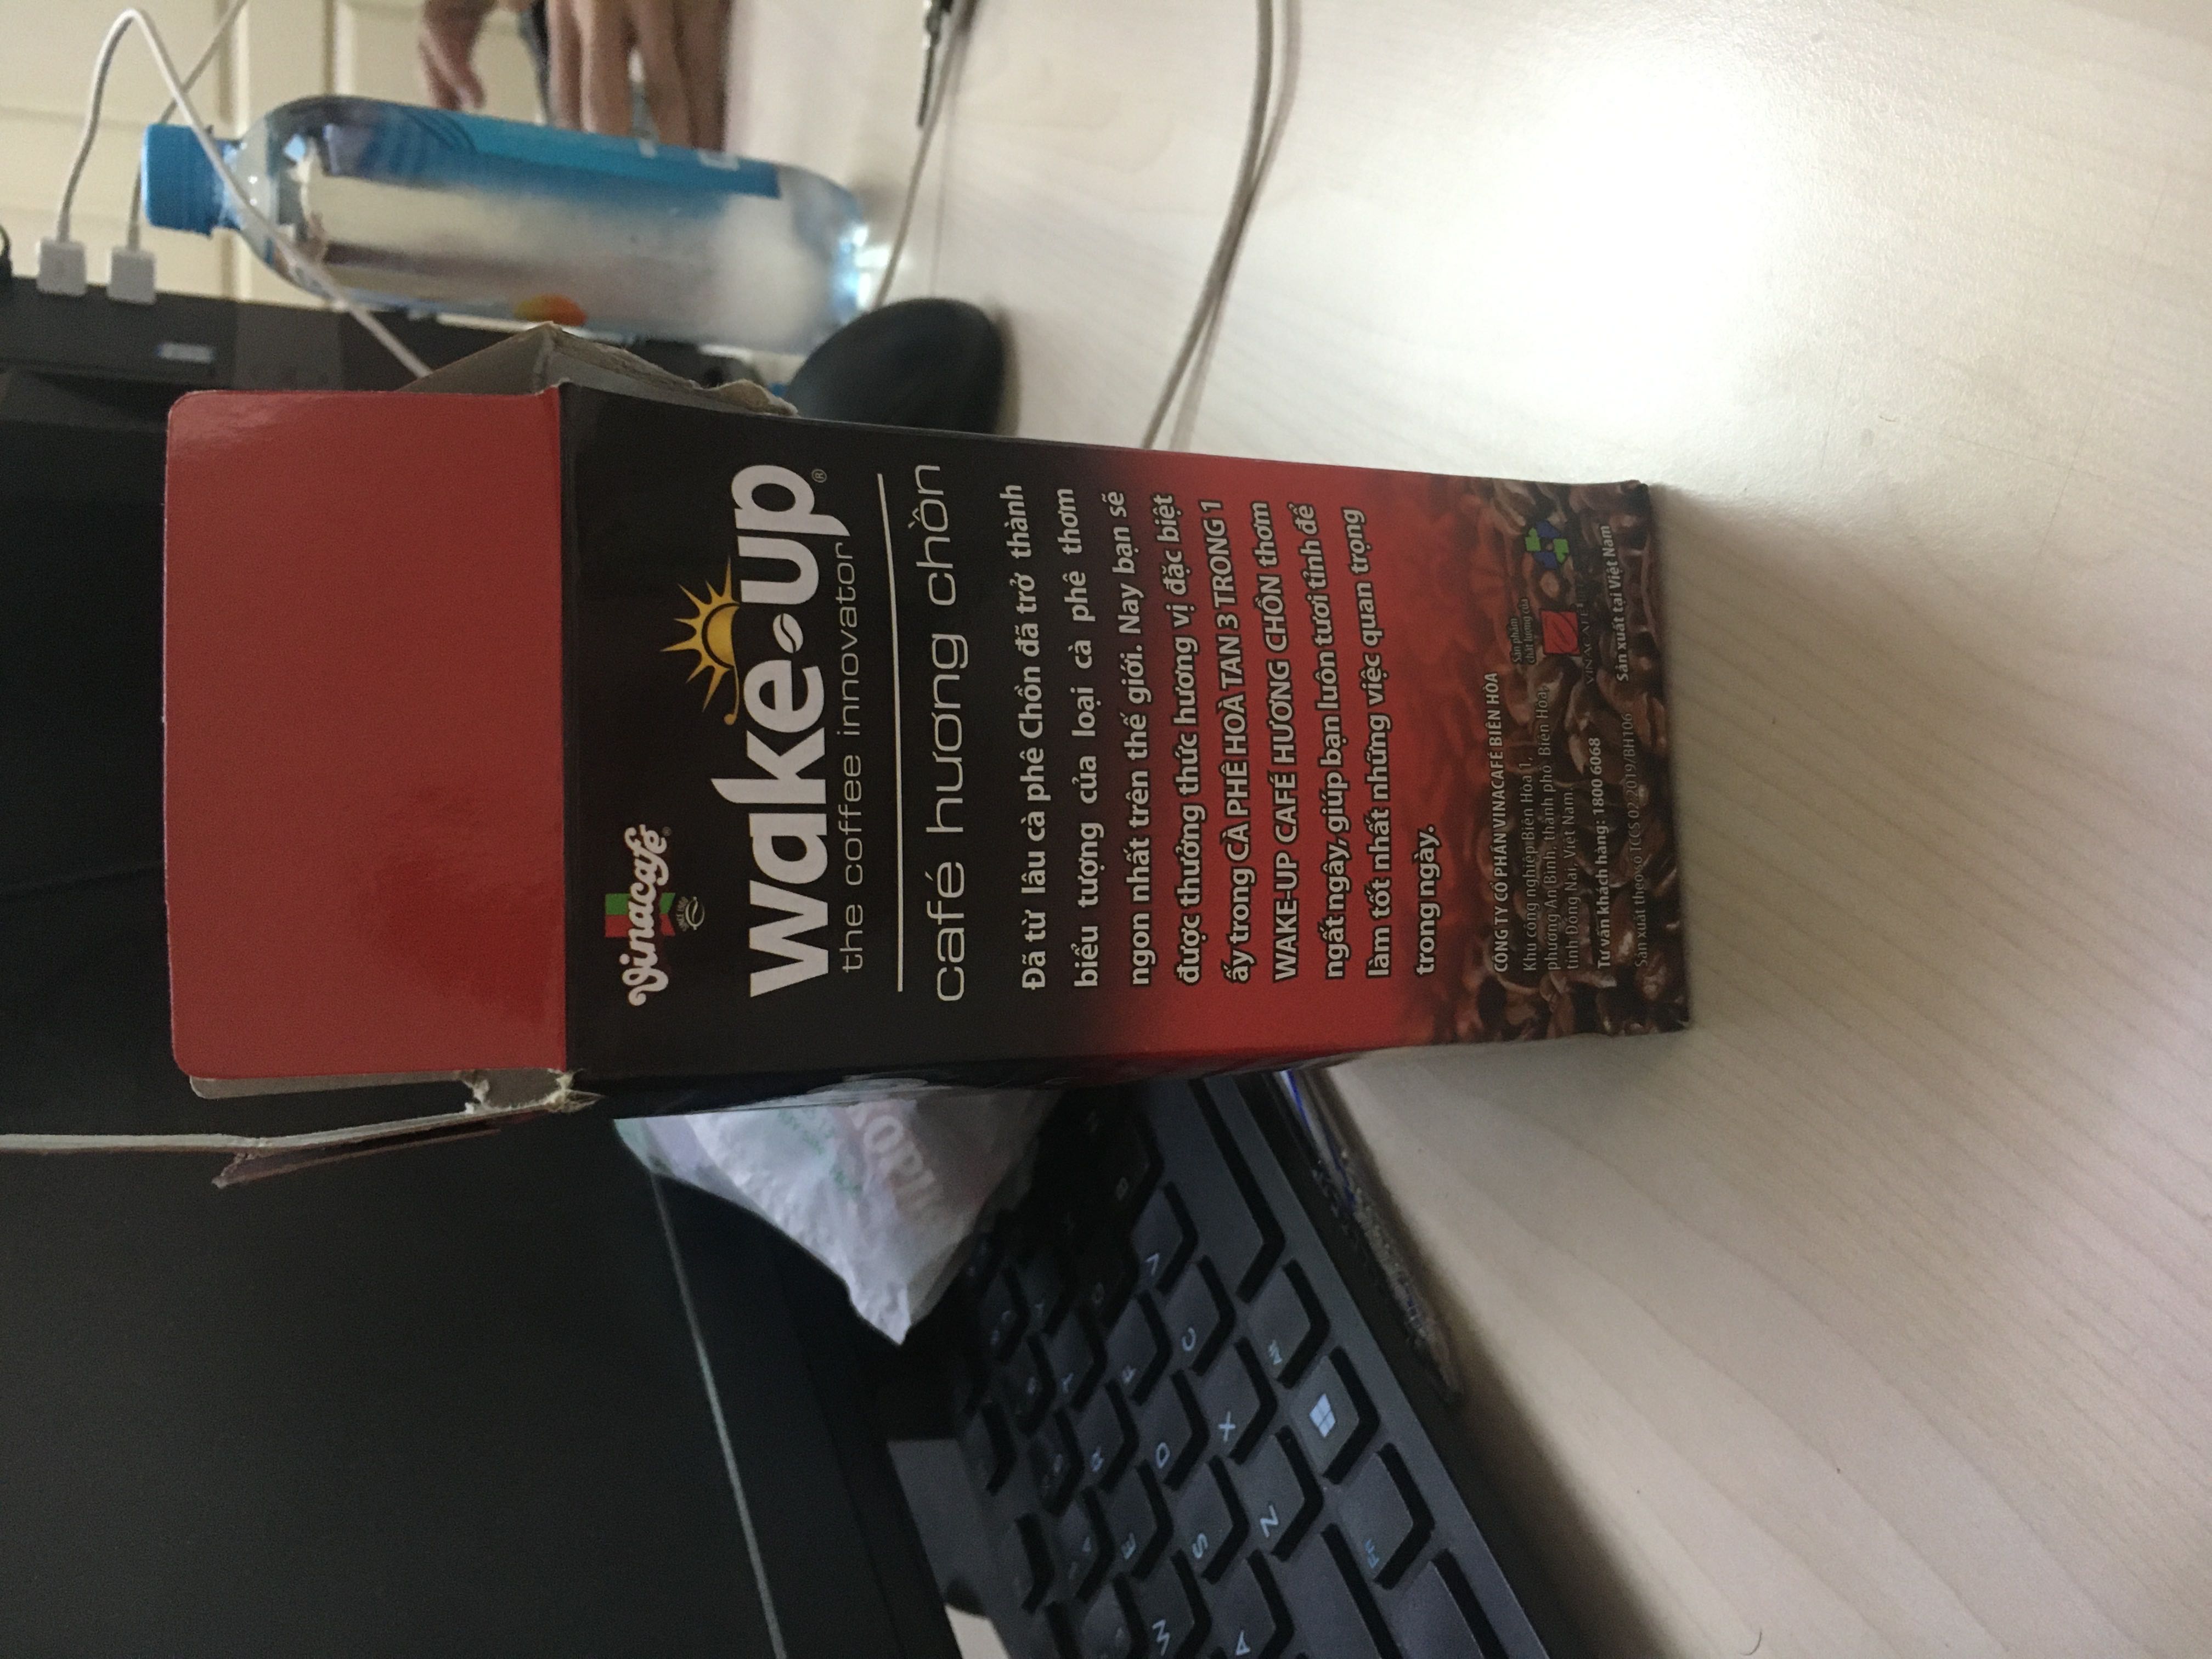 Vinacafé
SINCE 1968
wake-up
the coffee innovator
café hương chồn
Đã từ lâu cà phê Chồn đã trở thành
biểu tượng của loại cà phê thơm
ngon nhất trên thế giới. Nay bạn sẽ
được thưởng thức hương vị đặc biệt
ấy trong CÀ PHÊ HOÀ TAN 3 TRONG 1
WAKE-UP CAFÉ HƯƠNG CHỒN thơm
ngất ngây, giúp bạn luôn tươi tỉnh để
làm tốt nhất những việc quan trọng
trong ngày.
CÔNG TY CỔ PHẦN VINACAFÉ BIÊN HÒA
Khu công nghiệp Biên Hòa 1,
phường An Bình, thành phố Biên Hòa,
tỉnh Đồng Nai, Việt Nam.
Tư vấn khách hàng: 1800 6068
Sản xuất theo số TCCS 02:2019/BH106
Sản phẩm
chất lượng của
VINACAFÉ
Sản xuất tại Việt Nam
W
E
R
F
V
S
D
C
A
X
Z
Alt
Fn